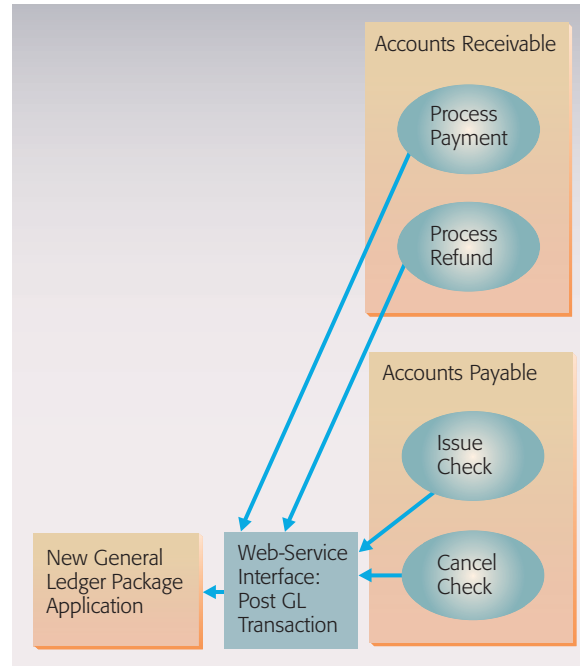 Accounts Receivable
Process
Payment
Process
Refund
Accounts Payable
Issue
Check
Cancel
Check
Web-Service
Interface:
Post GL
Transaction
New General
Ledger Package
Application